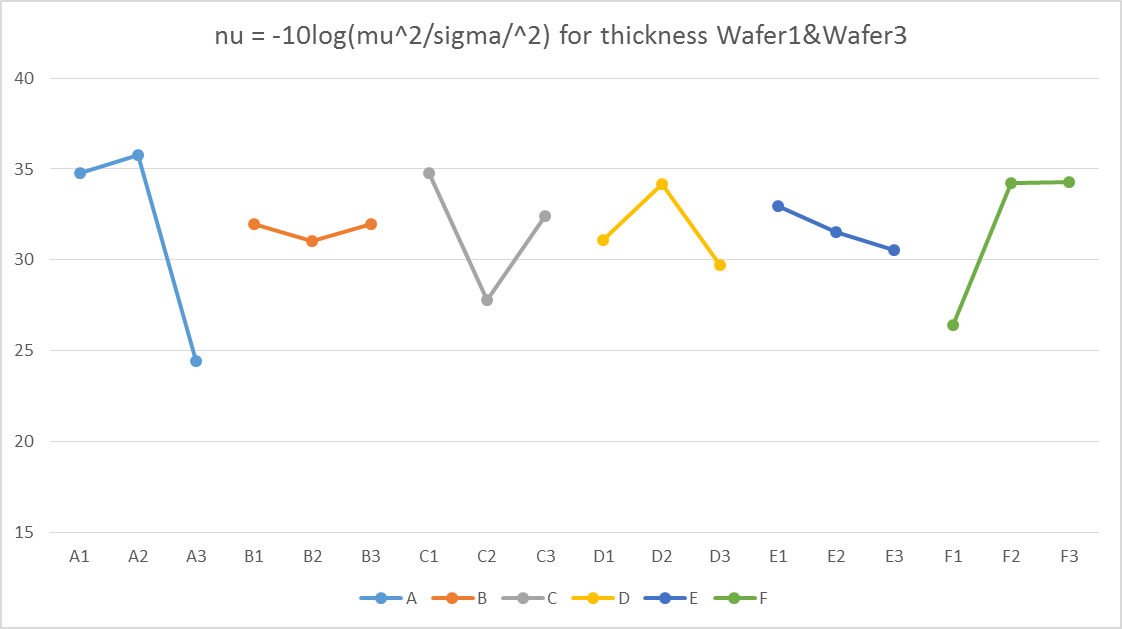 nu = -10log(mu^2/sigma/^2) for thickness Wafer1&Wafer3
40
35
30
25
20
15
A1 A2 A3 B1 B2 B3 C1 C2 C3 D1 D2 D3 E1 E2 E3 F1 F2 F3
A B C D E F